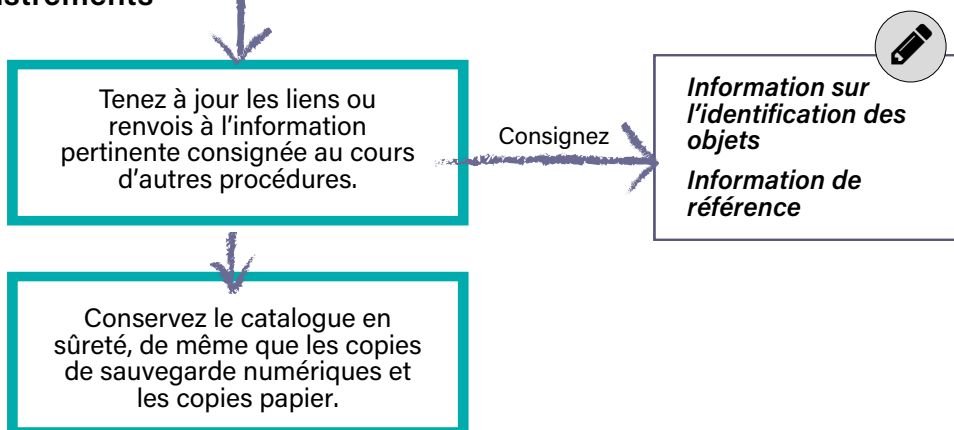 Tenez à jour les liens ou
renvois à l’information
pertinente consignée au cours
d’autres procédures.
Consignez
Information sur
l’identification des
objets
Information de
référence
Conservez le catalogue en
sûreté, de même que les copies
de sauvegarde numériques et
les copies papier.